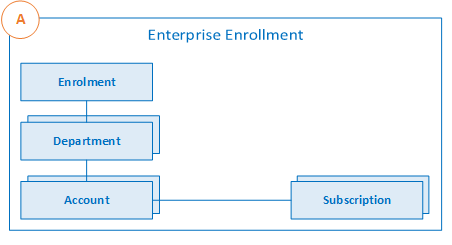 A
Enterprise Enrollment
Enrolment
Department
Account
Subscription